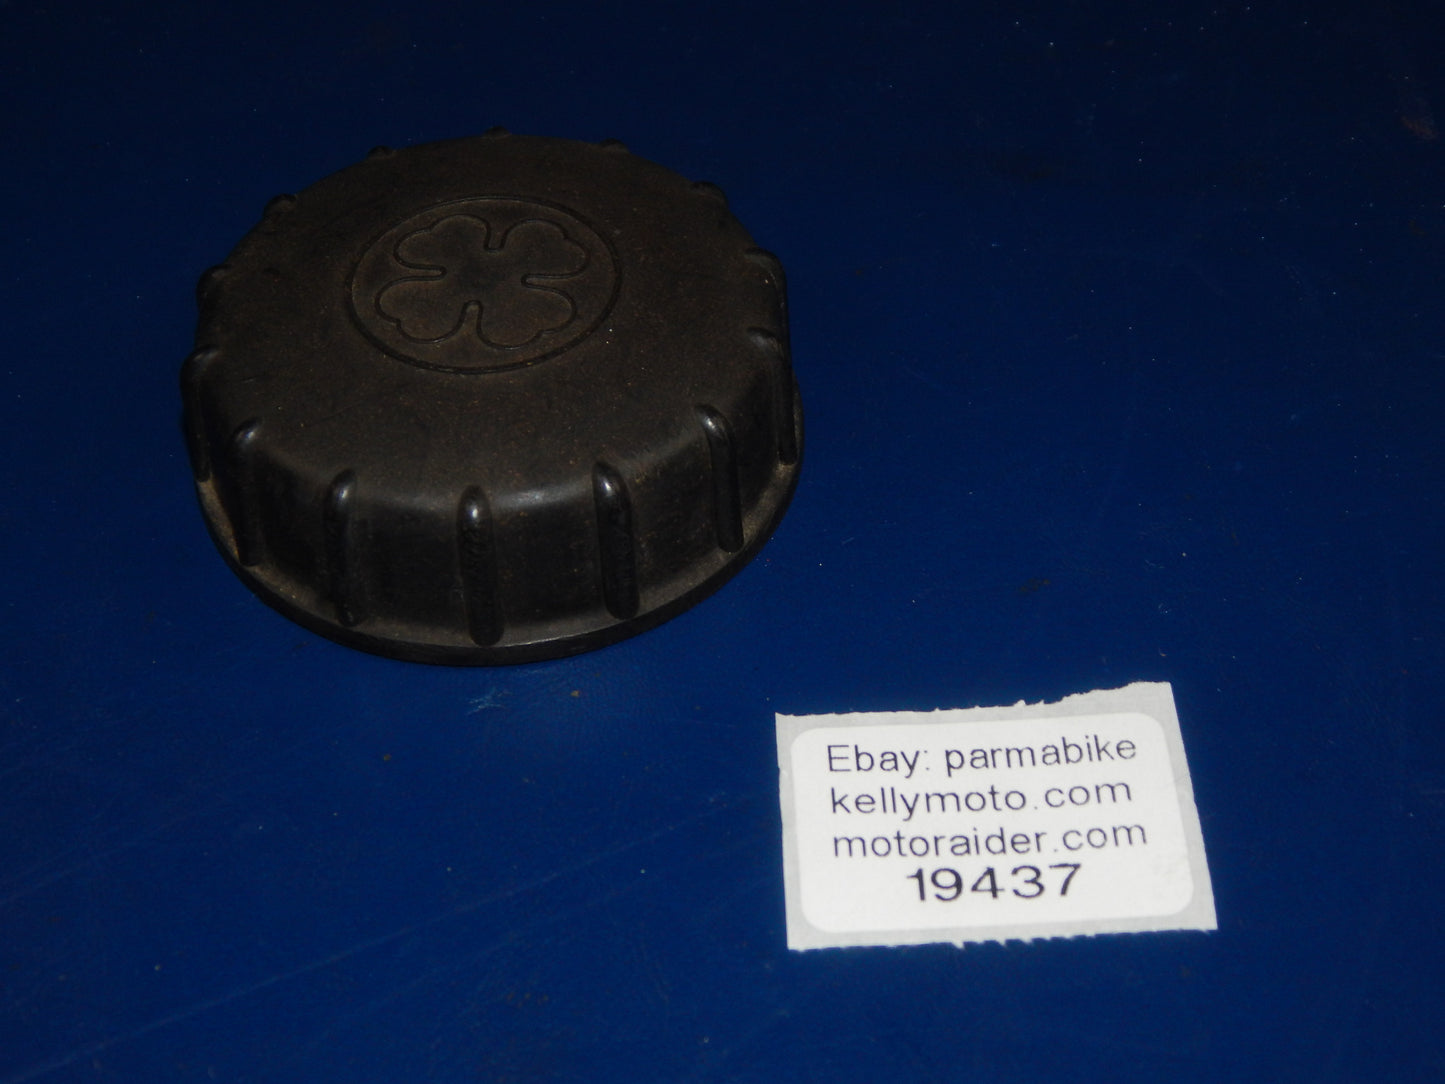 Ebay: parmabike
kellymoto.com
motoraider.com
19437